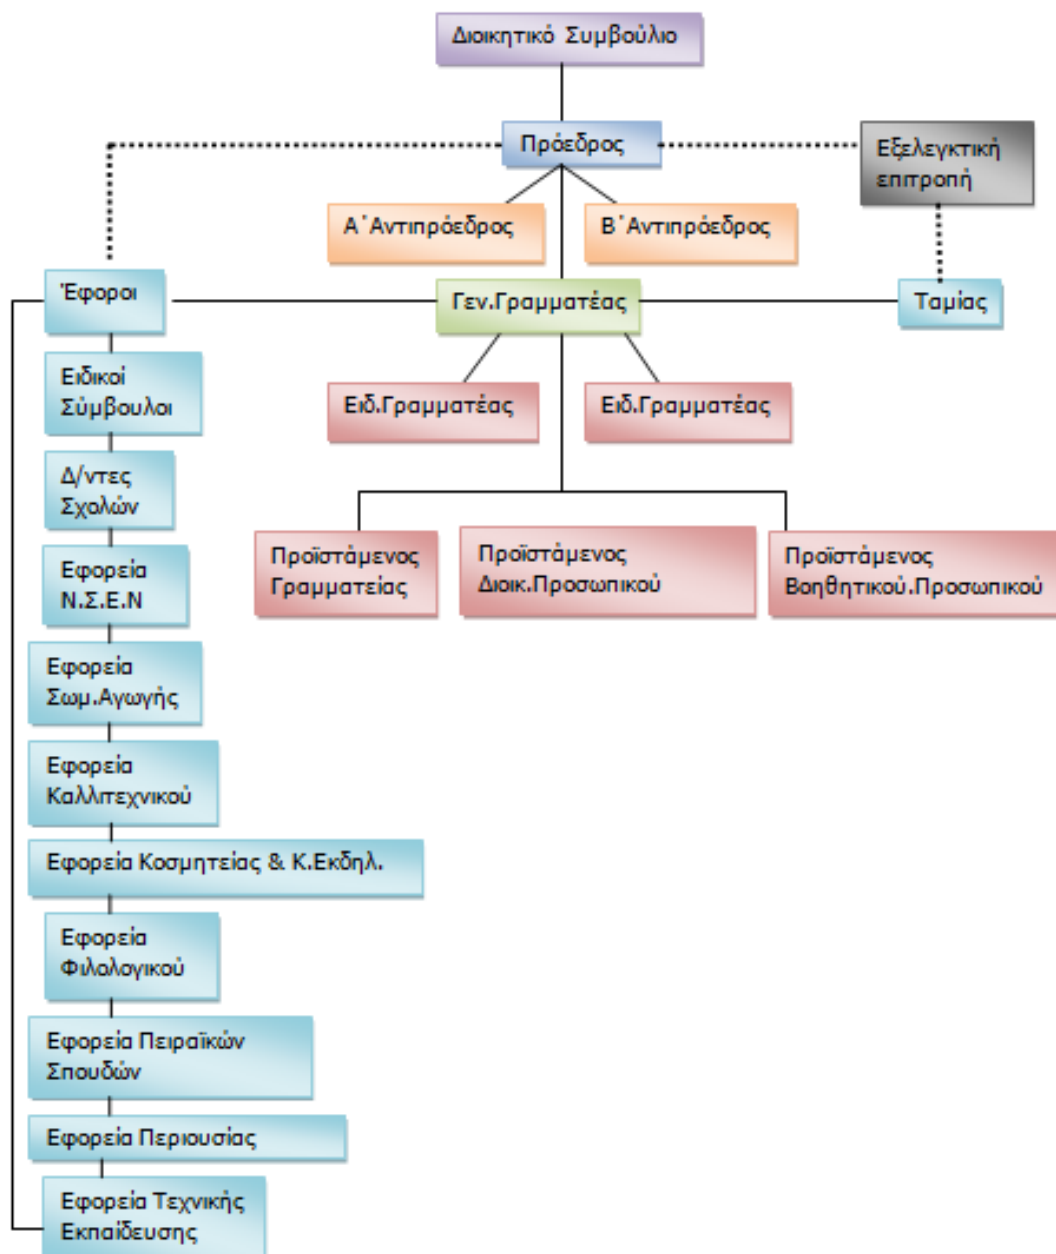 Διοικητικό Συμβούλιο
Πρόεδρος
Εξελεγκτική
επιτροπή
Α΄Αντιπρόεδρος
Β΄Αντιπρόεδρος
Έφοροι
Γεν.Γραμματέας
Ταμίας
Ειδικοί
Σύμβουλοι
Ειδ.Γραμματέας
Ειδ.Γραμματέας
Δ/ντες
Σχολών
Προϊστάμενος
Γραμματείας
Προϊστάμενος
Διοικ.Προσωπικού
Προϊστάμενος
Βοηθητικού.Προσωπικού
Εφορεία
Ν.Σ.Ε.Ν
Εφορεία
Σωμ.Αγωγής
Εφορεία
Καλλιτεχνικού
Εφορεία Κοσμητείας & Κ.Εκδηλ.
Εφορεία
Φιλολογικού
Εφορεία Πειραϊκών
Σπουδών
Εφορεία Περιουσίας
Εφορεία Τεχνικής
Εκπαίδευσης